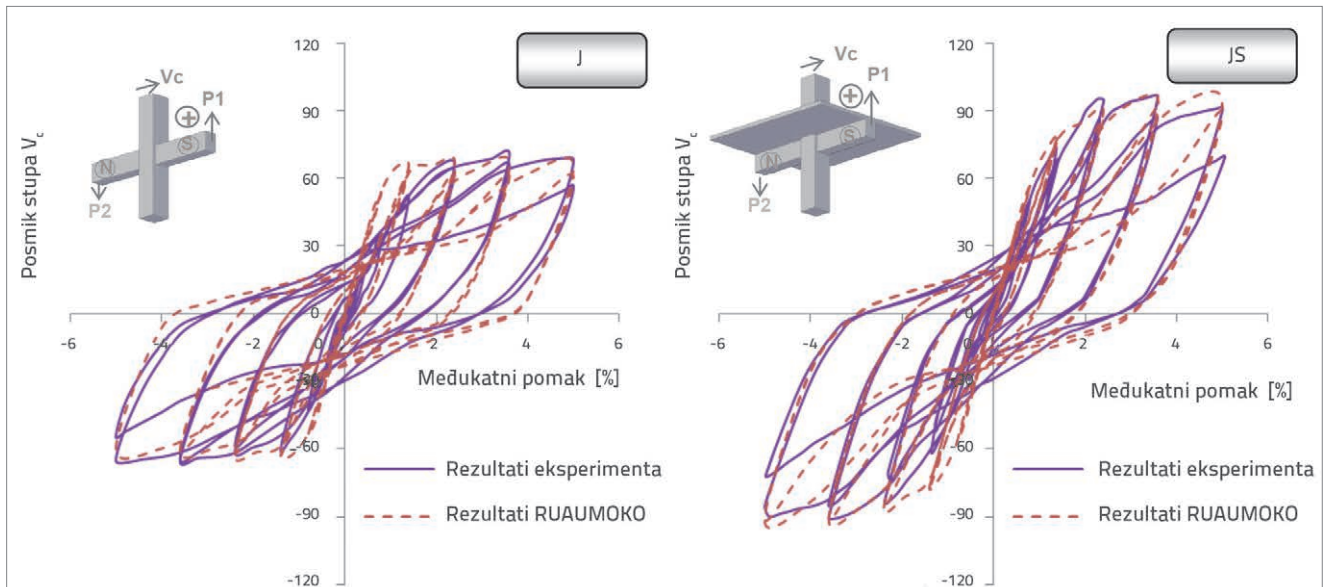 J
Posmik stupa Vc
120
90
60
30
0
-30
-60
-90
-120
-6
-4
-2
0
2
4
6
Međukatni pomak [%]
Vc
P1
S
N
P2
Rezultati eksperimenta
Rezultati RUAUMOKO
JS
Posmik stupa Vc
120
90
60
30
0
-30
-60
-90
-120
-6
-4
-2
0
2
4
6
Međukatni pomak [%]
Vc
P1
S
N
P2
Rezultati eksperimenta
Rezultati RUAUMOKO